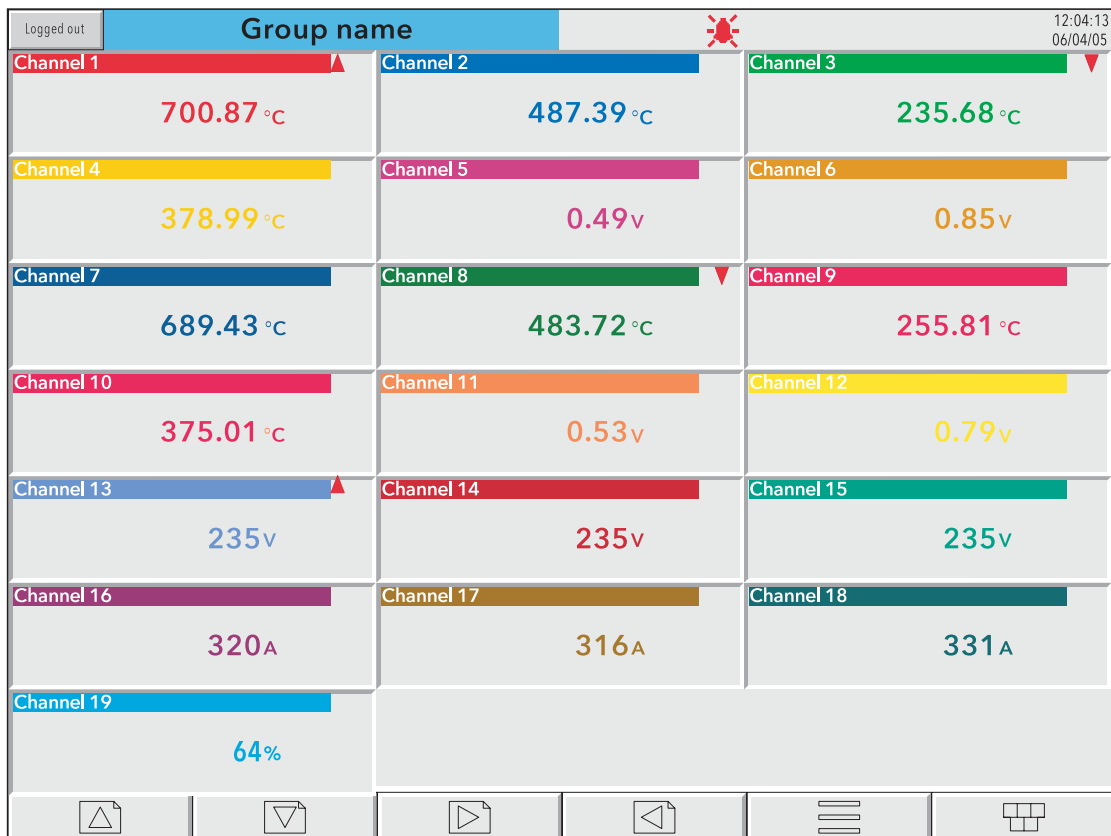 Logged out
Group name
12:04:13
06/04/05
Channel 1
Channel 2
Channel 3
700.87 °C
487.39 °C
235.68 °C
Channel 4
Channel 5
Channel 6
378.99 °C
0.49 V
0.85 V
Channel 7
Channel 8
Channel 9
689.43 °C
483.72 °C
255.81 °C
Channel 10
Channel 11
Channel 12
375.01 °C
0.53 V
0.79 V
Channel 13
Channel 14
Channel 15
235 V
235 V
235 V
Channel 16
Channel 17
Channel 18
320 A
316 A
331 A
Channel 19
64%